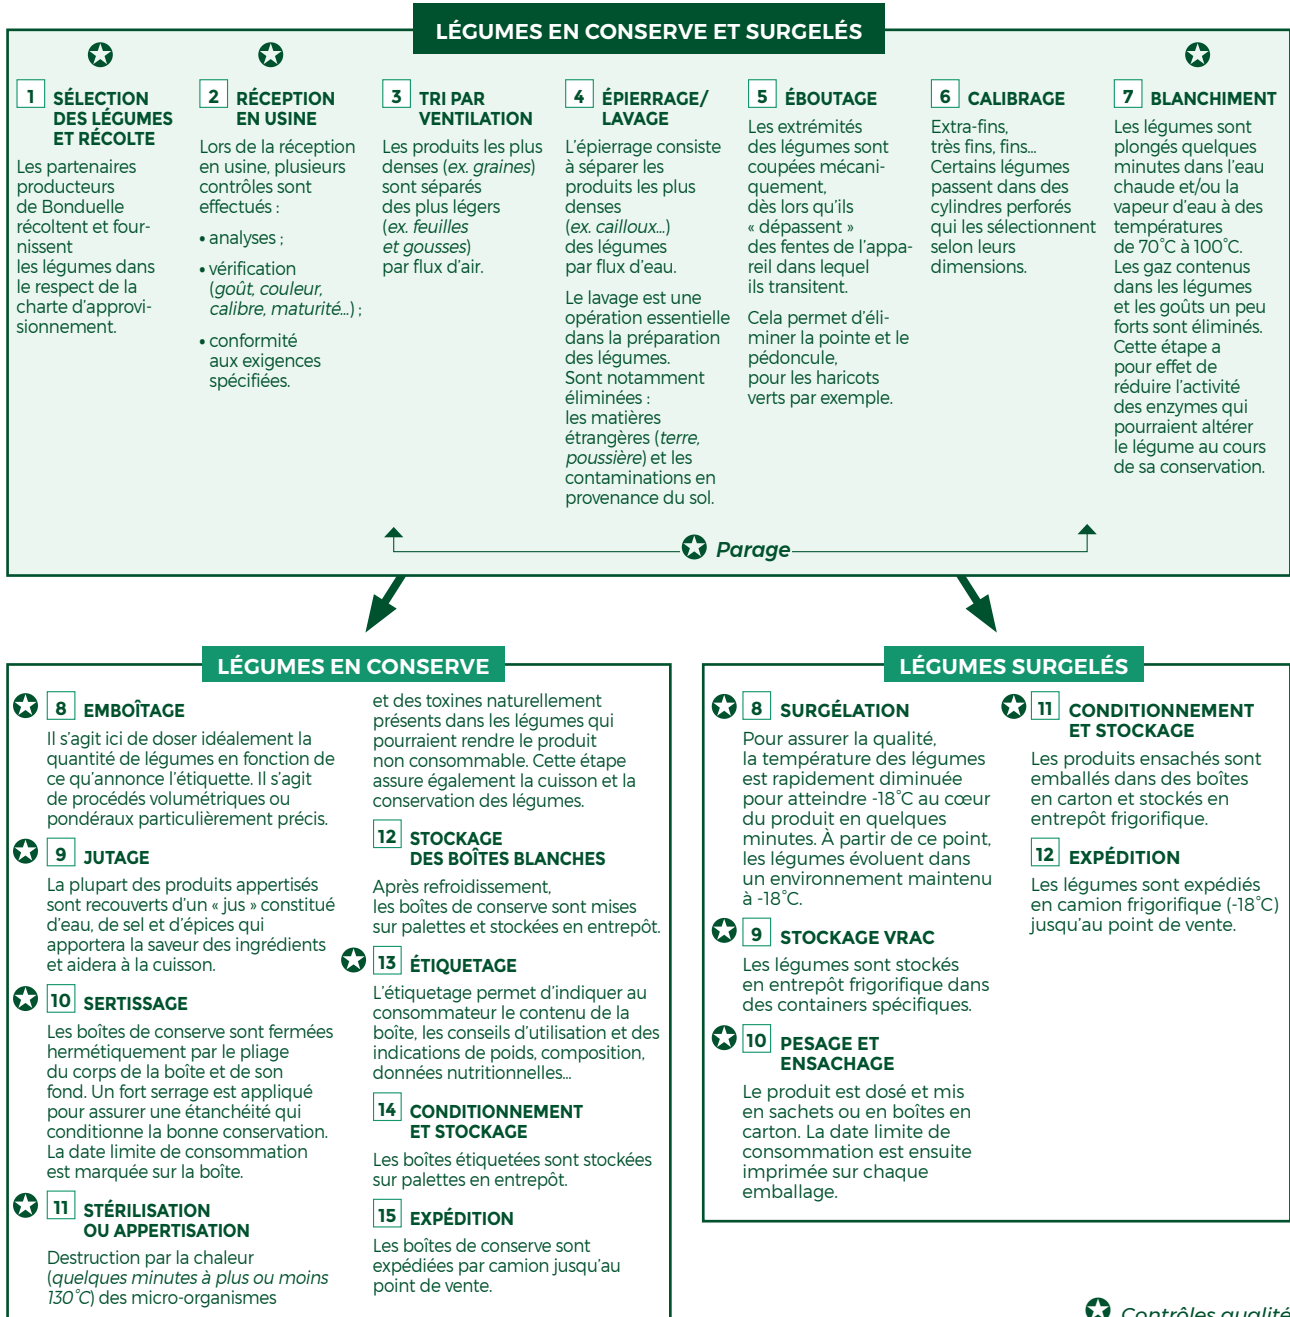 LÉGUMES EN CONSERVE ET SURGELÉS
1 SÉLECTION
DES LÉGUMES
ET RÉCOLTE
Les partenaires
producteurs
de Bonduelle
récoltent et four-
nissent
les légumes dans
le respect de la
charte d'approvi-
sionnement.
2 RÉCEPTION
EN USINE
Lors de la réception
en usine, plusieurs
contrôles sont
effectués :
• analyses ;
• vérification
(goût, couleur,
calibre, maturité...) ;
• conformité
aux exigences
spécifiées.
3 TRI PAR
VENTILATION
Les produits les plus
denses (ex. graines)
sont séparés
des plus légers
(ex. feuilles
et gousses)
par flux d'air.
4 ÉPIERRAGE/
LAVAGE
L'épierrage consiste
à séparer les
produits les plus
denses
(ex. cailloux...)
des légumes
par flux d'eau.
Le lavage est une
opération essentielle
dans la préparation
des légumes.
Sont notamment
éliminées :
les matières
étrangères (terre,
poussière) et les
contaminations en
provenance du sol.
5 ÉBOUTAGE
Les extrémités
des légumes sont
coupées mécani-
quement,
dès lors qu'ils
« dépassent »
des fentes de l'appa-
reil dans lequel
ils transitent.
Cela permet d'éli-
miner la pointe et le
pédoncule,
pour les haricots
verts par exemple.
6 CALIBRAGE
Extra-fins,
très fins, fins...
Certains légumes
passent dans des
cylindres perforés
qui les sélectionnent
selon leurs
dimensions.
7 BLANCHIMENT
Les légumes sont
plongés quelques
minutes dans l'eau
chaude et/ou la
vapeur d'eau à des
températures
de 70°C à 100°C.
Les gaz contenus
dans les légumes
et les goûts un peu
forts sont éliminés.
Cette étape a
pour effet de
réduire l'activité
des enzymes qui
pourraient altérer
le légume au cours
de sa conservation.
Parage
LÉGUMES EN CONSERVE
8 EMBOÎTAGE
Il s'agit ici de doser idéalement la
quantité de légumes en fonction de
ce qu'annonce l'étiquette. Il s'agit
de procédés volumétriques ou
pondéraux particulièrement précis.
9 JUTAGE
La plupart des produits appertisés
sont recouverts d'un « jus » constitué
d'eau, de sel et d'épices qui
apportera la saveur des ingrédients
et aidera à la cuisson.
10 SERTISSAGE
Les boîtes de conserve sont fermées
hermétiquement par le pliage
du corps de la boîte et de son
fond. Un fort serrage est appliqué
pour assurer une étanchéité qui
conditionne la bonne conservation.
La date limite de consommation
est marquée sur la boîte.
11 STÉRILISATION
OU APPERTISATION
Destruction par la chaleur
(quelques minutes à plus ou moins
130°C) des micro-organismes
et des toxines naturellement
présents dans les légumes qui
pourraient rendre le produit
non consommable. Cette étape
assure également la cuisson et la
conservation des légumes.
12 STOCKAGE
DES BOÎTES BLANCHES
Après refroidissement,
les boîtes de conserve sont mises
sur palettes et stockées en entrepôt.
13 ÉTIQUETAGE
L'étiquetage permet d'indiquer au
consommateur le contenu de la
boîte, les conseils d'utilisation et des
indications de poids, composition,
données nutritionnelles...
14 CONDITIONNEMENT
ET STOCKAGE
Les boîtes étiquetées sont stockées
sur palettes en entrepôt.
15 EXPÉDITION
Les boîtes de conserve sont
expédiées par camion jusqu'au
point de vente.
LÉGUMES SURGELÉS
8 SURGÉLATION
Pour assurer la qualité,
la température des légumes
est rapidement diminuée
pour atteindre -18°C au cœur
du produit en quelques
minutes. À partir de ce point,
les légumes évoluent dans
un environnement maintenu
à -18°C.
9 STOCKAGE VRAC
Les légumes sont stockés
en entrepôt frigorifique dans
des containers spécifiques.
10 PESAGE ET
ENSACHAGE
Le produit est dosé et mis
en sachets ou en boîtes en
carton. La date limite de
consommation est ensuite
imprimée sur chaque
emballage.
11 CONDITIONNEMENT
ET STOCKAGE
Les produits ensachés sont
emballés dans des boîtes
en carton et stockés en
entrepôt frigorifique.
12 EXPÉDITION
Les légumes sont expédiés
en camion frigorifique (-18°C)
jusqu'au point de vente.
Contrôles qualité